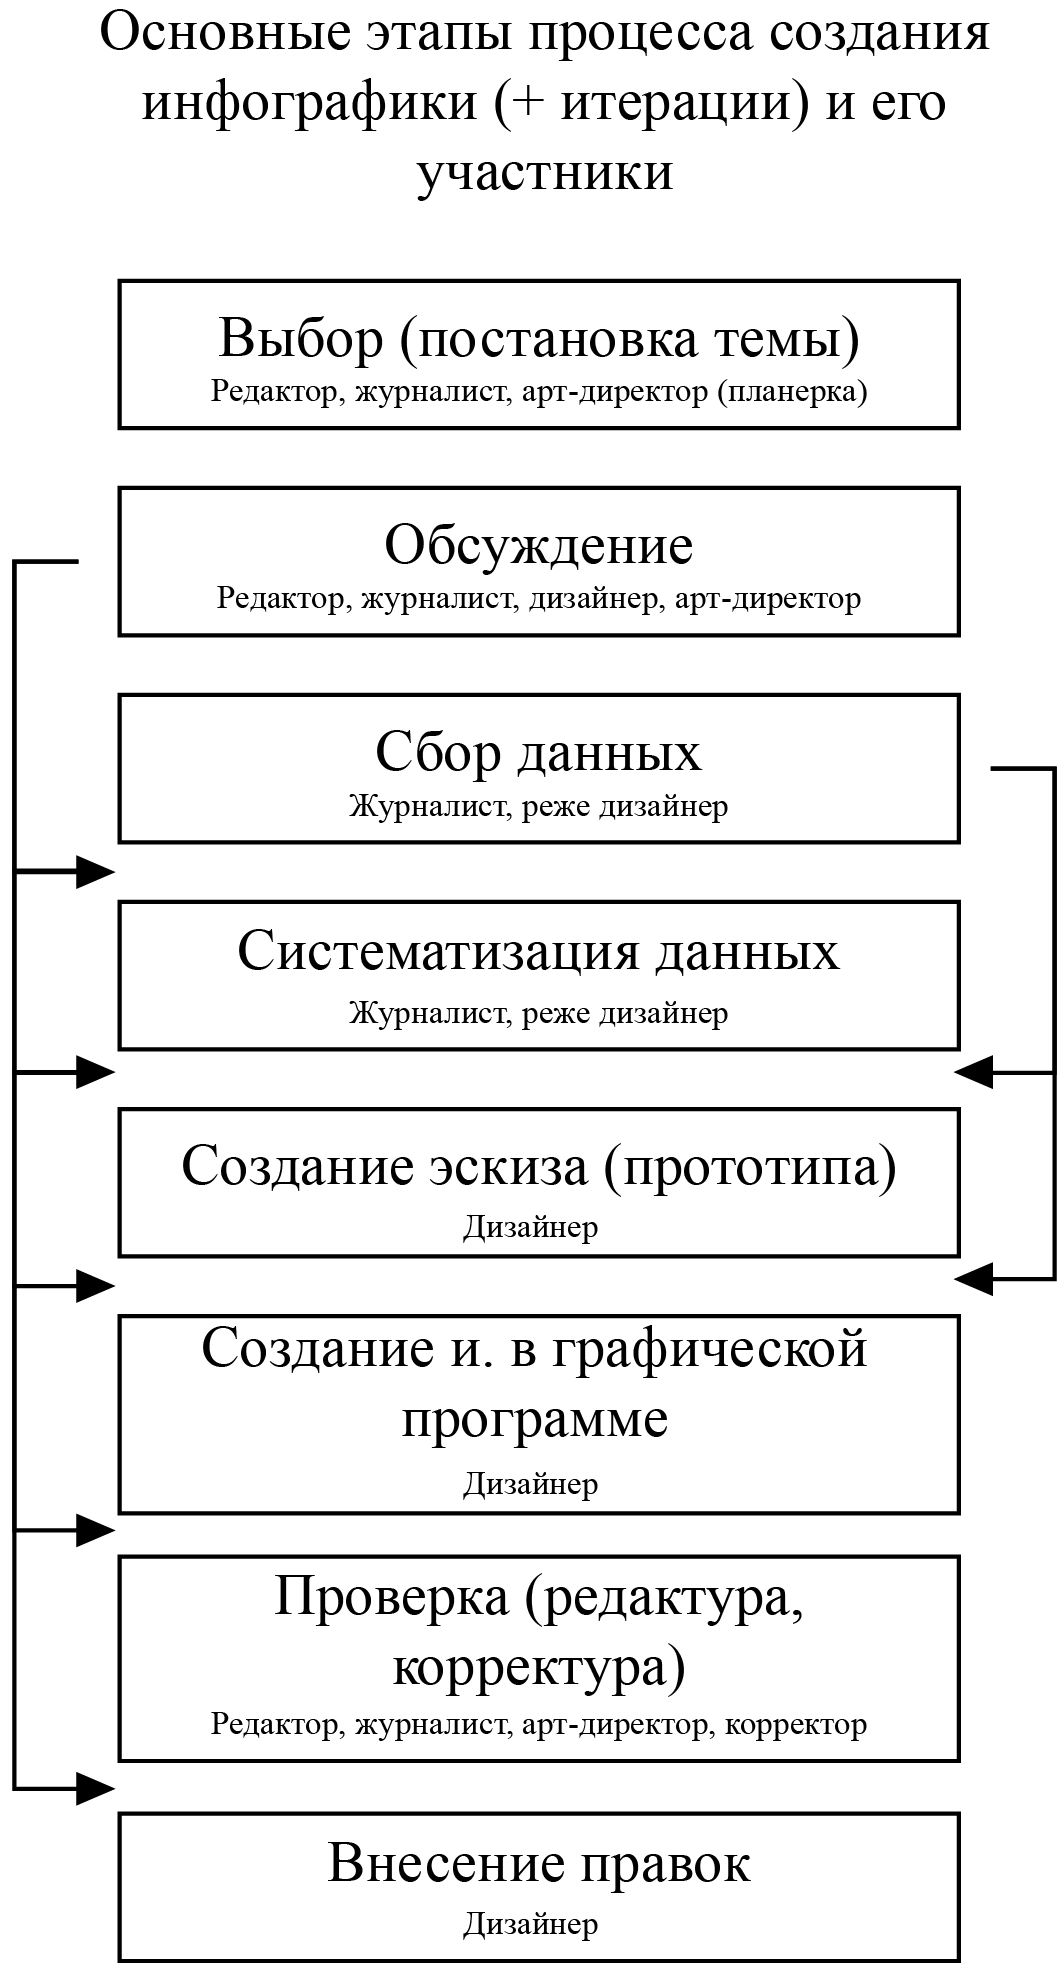 Основные этапы процесса создания
инфографики (+ итерации) и его
участники
Выбор (постановка темы)
Редактор, журналист, арт-директор (планерка)
Обсуждение
Редактор, журналист, дизайнер, арт-директор
Сбор данных
Журналист, реже дизайнер
Систематизация данных
Журналист, реже дизайнер
Создание эскиза (прототипа)
Дизайнер
Создание и. в графической
программе
Дизайнер
Проверка (редактура,
корректура)
Редактор, журналист, арт-директор, корректор
Внесение правок
Дизайнер